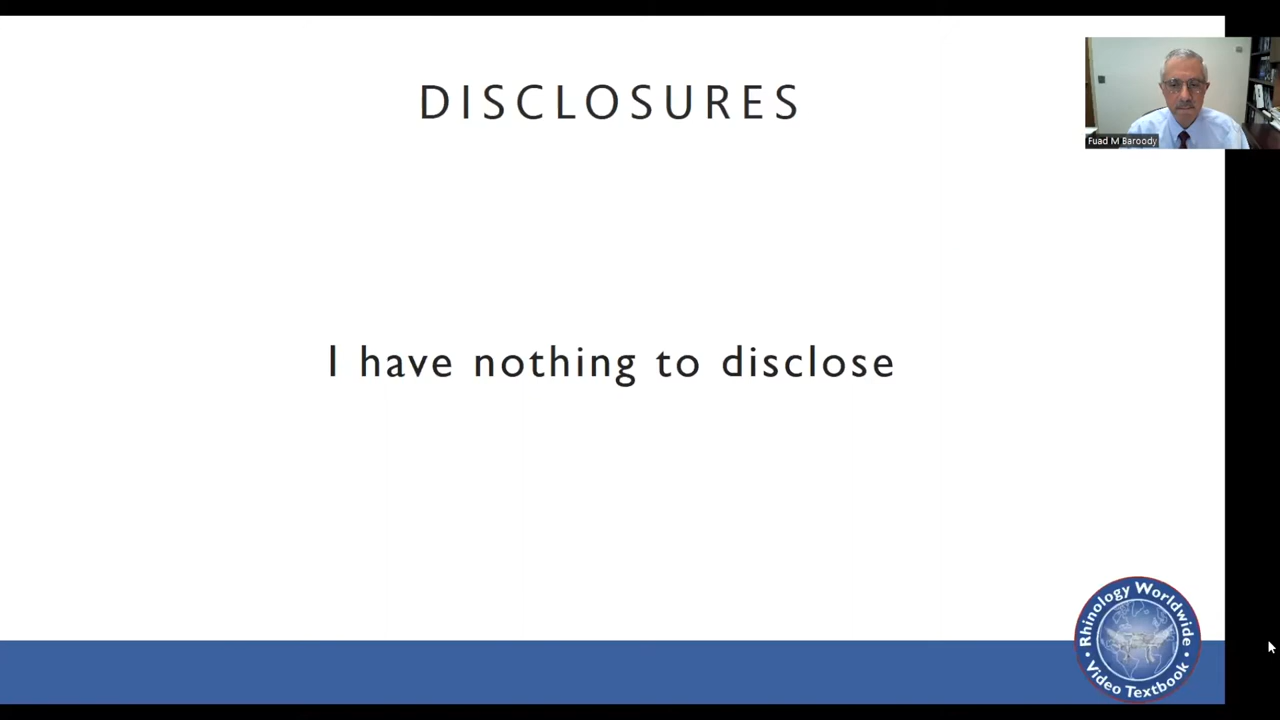 DISCLOSURES
Fuad M Baroody
I have nothing to disclose
Rhinology Worldwide
• Video Textbook •